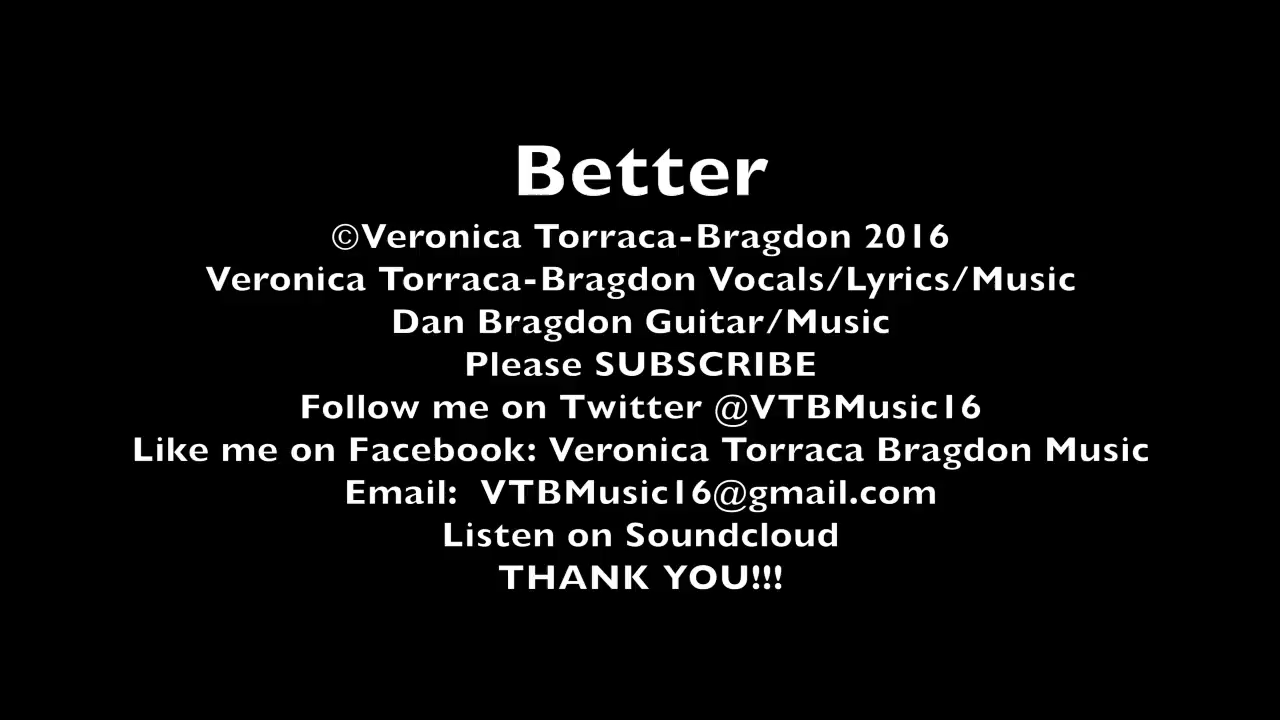 Better
©Veronica Torraca-Bragdon 2016
Veronica Torraca-Bragdon Vocals/Lyrics/Music
Dan Bragdon Guitar/Music
Please SUBSCRIBE
Follow me on Twitter @VTBMusic16
Like me on Facebook: Veronica Torraca Bragdon Music
Email:  VTBMusic16@gmail.com
Listen on Soundcloud
THANK YOU!!!